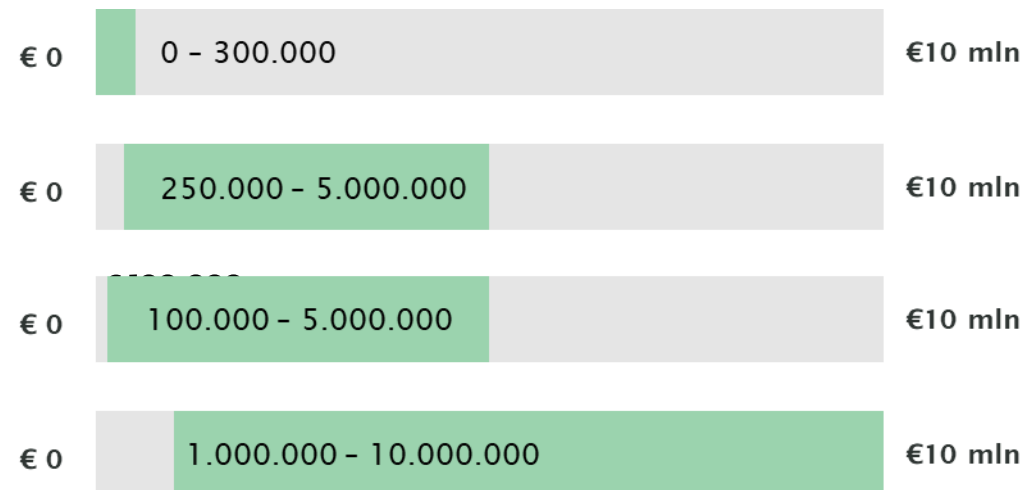 € 0 0 – 300.000 €10 mln
€ 0 250.000 – 5.000.000 €10 mln
€ 0 100.000 – 5.000.000 €10 mln
€ 0 1.000.000 – 10.000.000 €10 mln